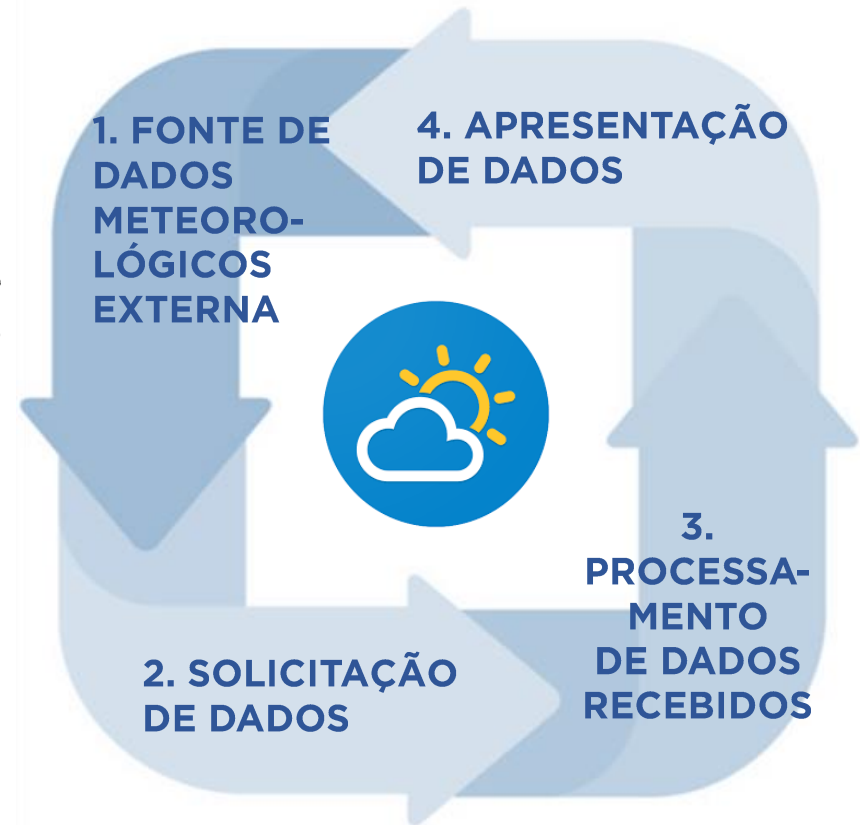 1. FONTE DE
DADOS
METEORO-
LÓGICOS
EXTERNA
4. APRESENTAÇÃO
DE DADOS
2. SOLICITAÇÃO
DE DADOS
3.
PROCESSA-
MENTO
DE DADOS
RECEBIDOS